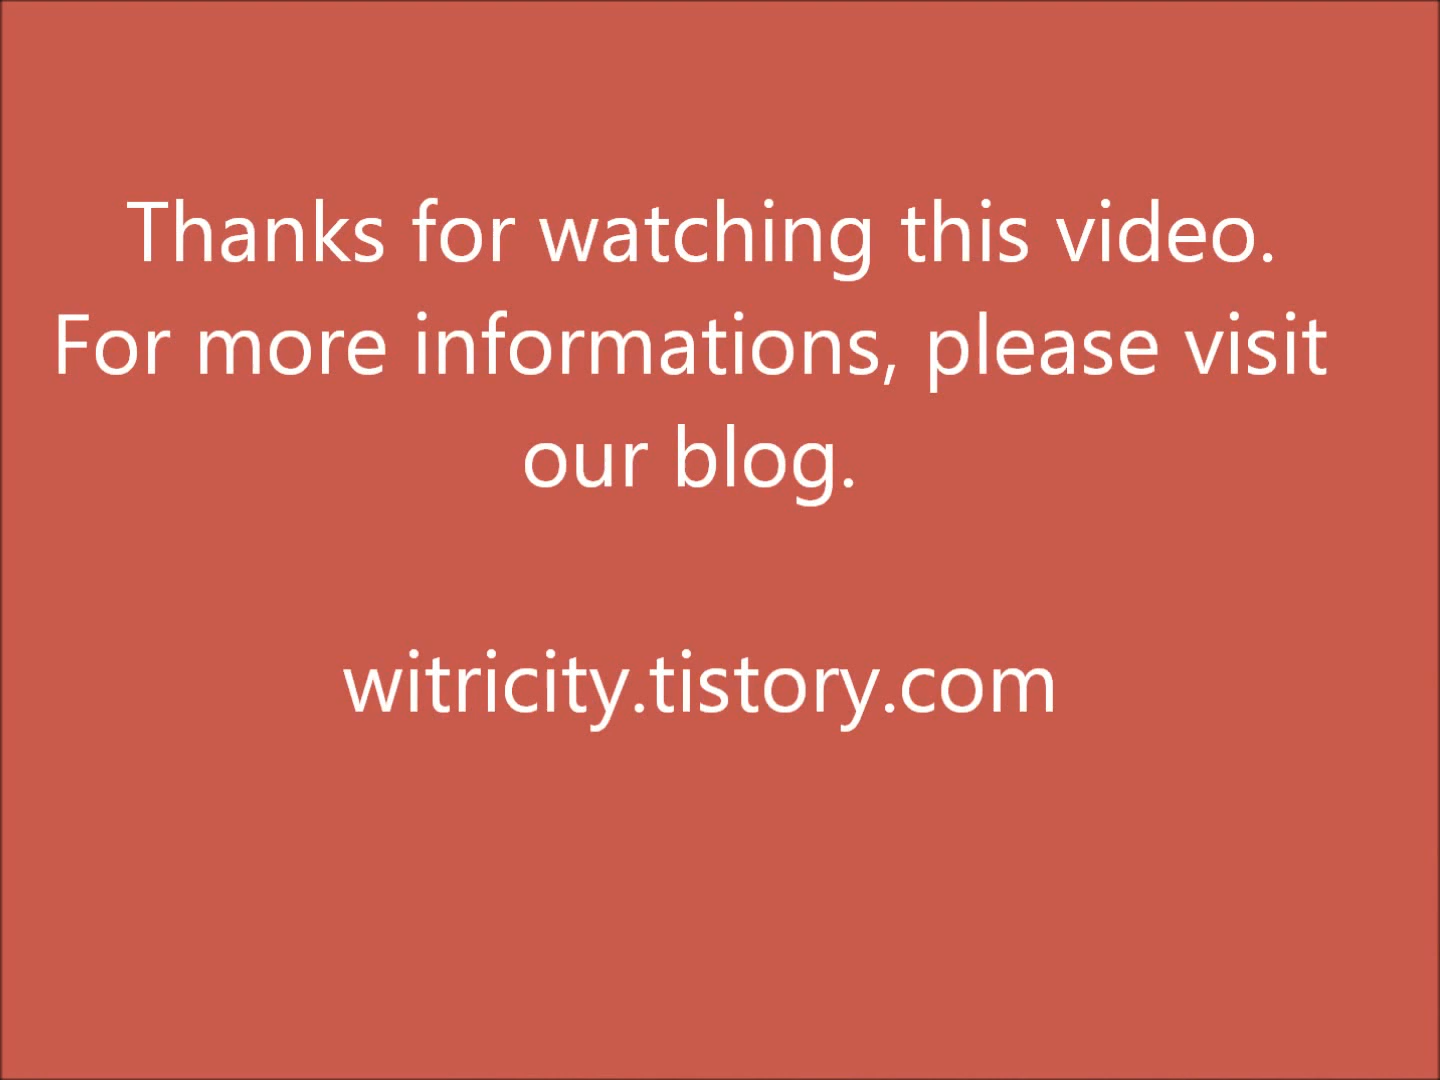 Thanks for watching this video.
For more informations, please visit
our blog.
witricity.tistory.com